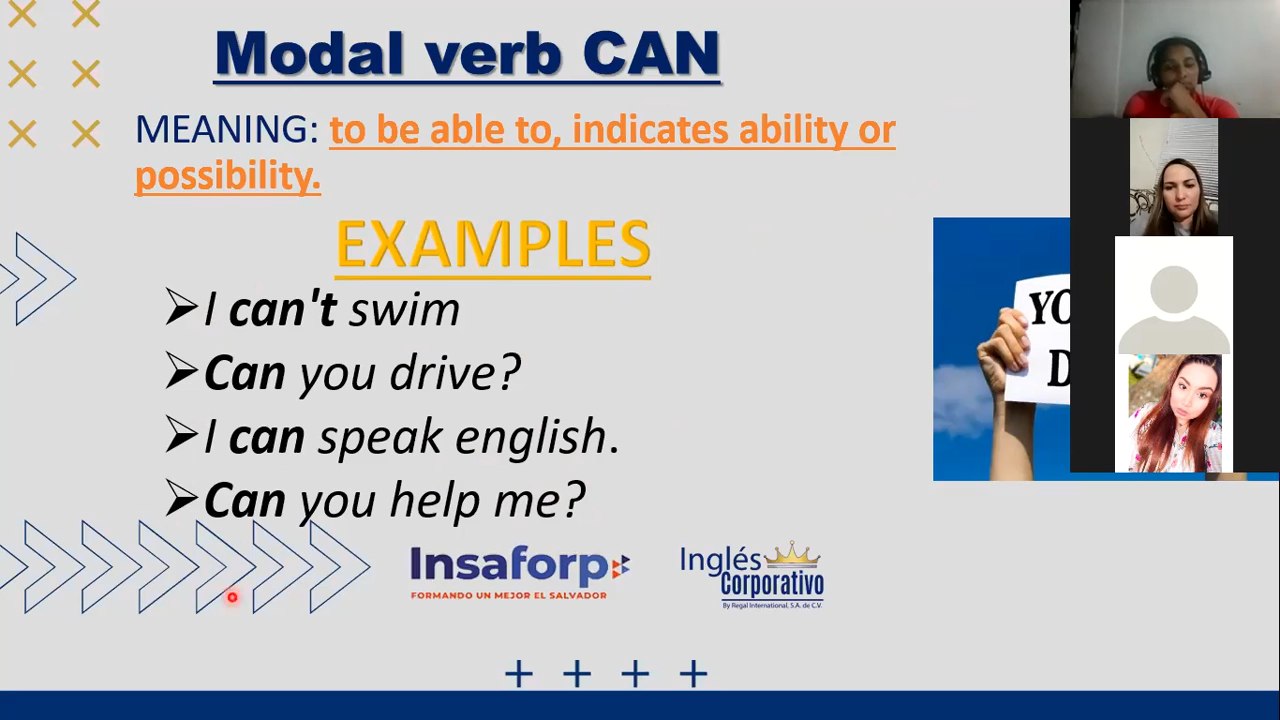 Modal verb CAN
MEANING: to be able to, indicates ability or
possibility.
EXAMPLES
I can't swim
Can you drive?
I can speak english.
Can you help me?
Insaforp
FORMANDO UN MEJOR EL SALVADOR
Inglés
Corporativo
By Regal International, S.A. de C.V.